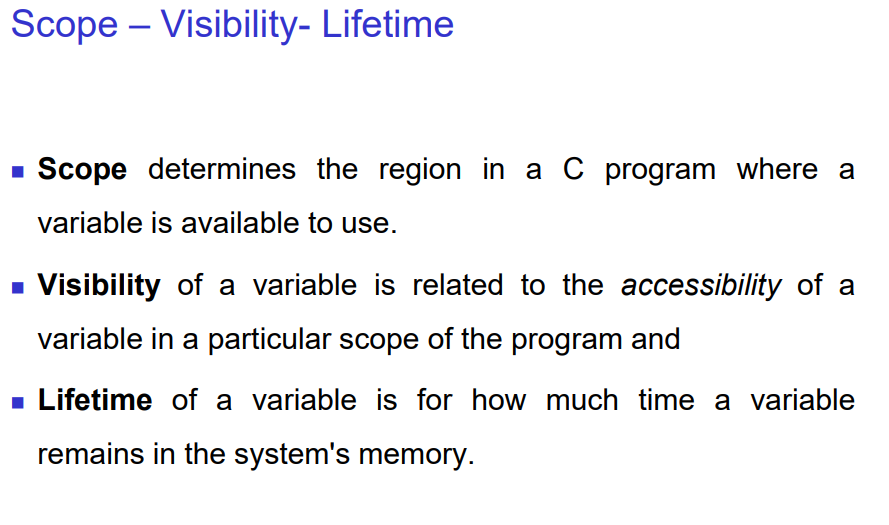 Scope – Visibility- Lifetime
Scope determines the region in a C program where a
variable is available to use.
Visibility of a variable is related to the accessibility of a
variable in a particular scope of the program and
Lifetime of a variable is for how much time a variable
remains in the system's memory.